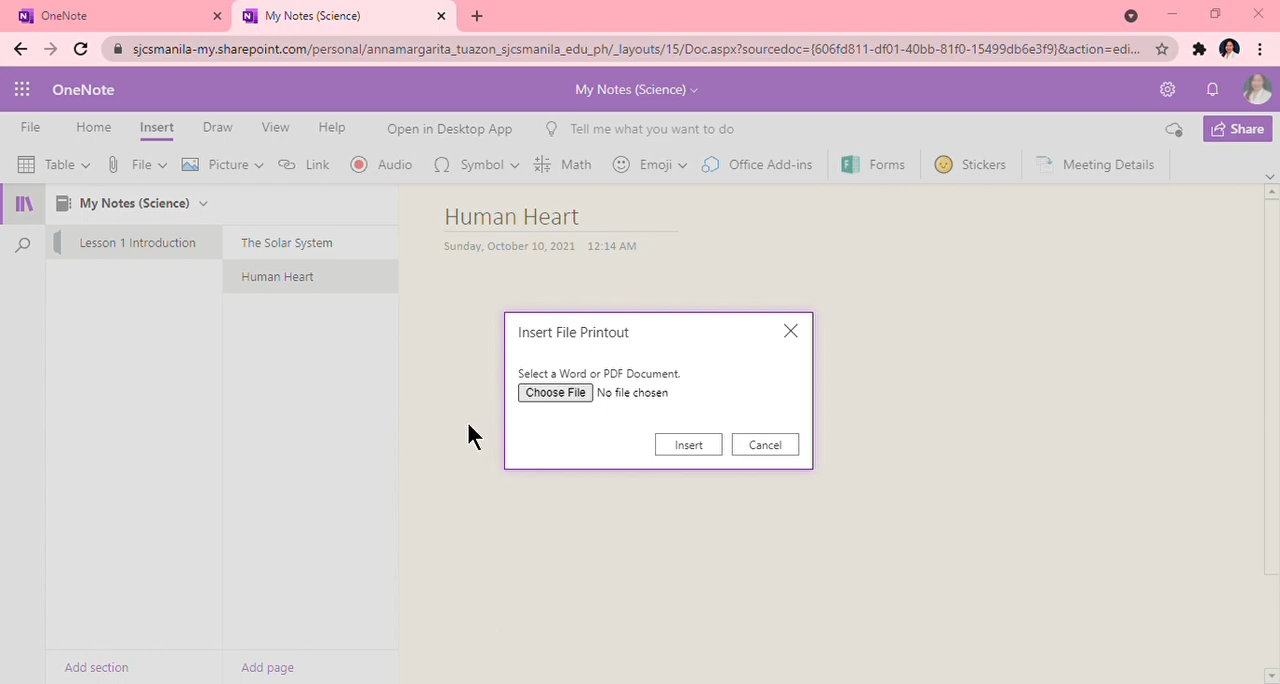 OneNote
My Notes (Science)
sjcsmanila-my.sharepoint.com/personal/annamargarita_tuazon_sjcsmanila_edu_ph/_layouts/15/Doc.aspx?sourcedoc={606fd811-df01-40bb-81f0-15499db6e3f9}&action=edi...
OneNote
My Notes (Science)
File Home Insert Draw View Help Open in Desktop App Tell me what you want to do Share
Table File Picture Link Audio Symbol Math Emoji Office Add-ins Forms Stickers Meeting Details
My Notes (Science)
Lesson 1 Introduction
The Solar System
Human Heart
Human Heart
Sunday, October 10, 2021 12:14 AM
Insert File Printout
Select a Word or PDF Document.
Choose File No file chosen
Insert Cancel
Add section Add page